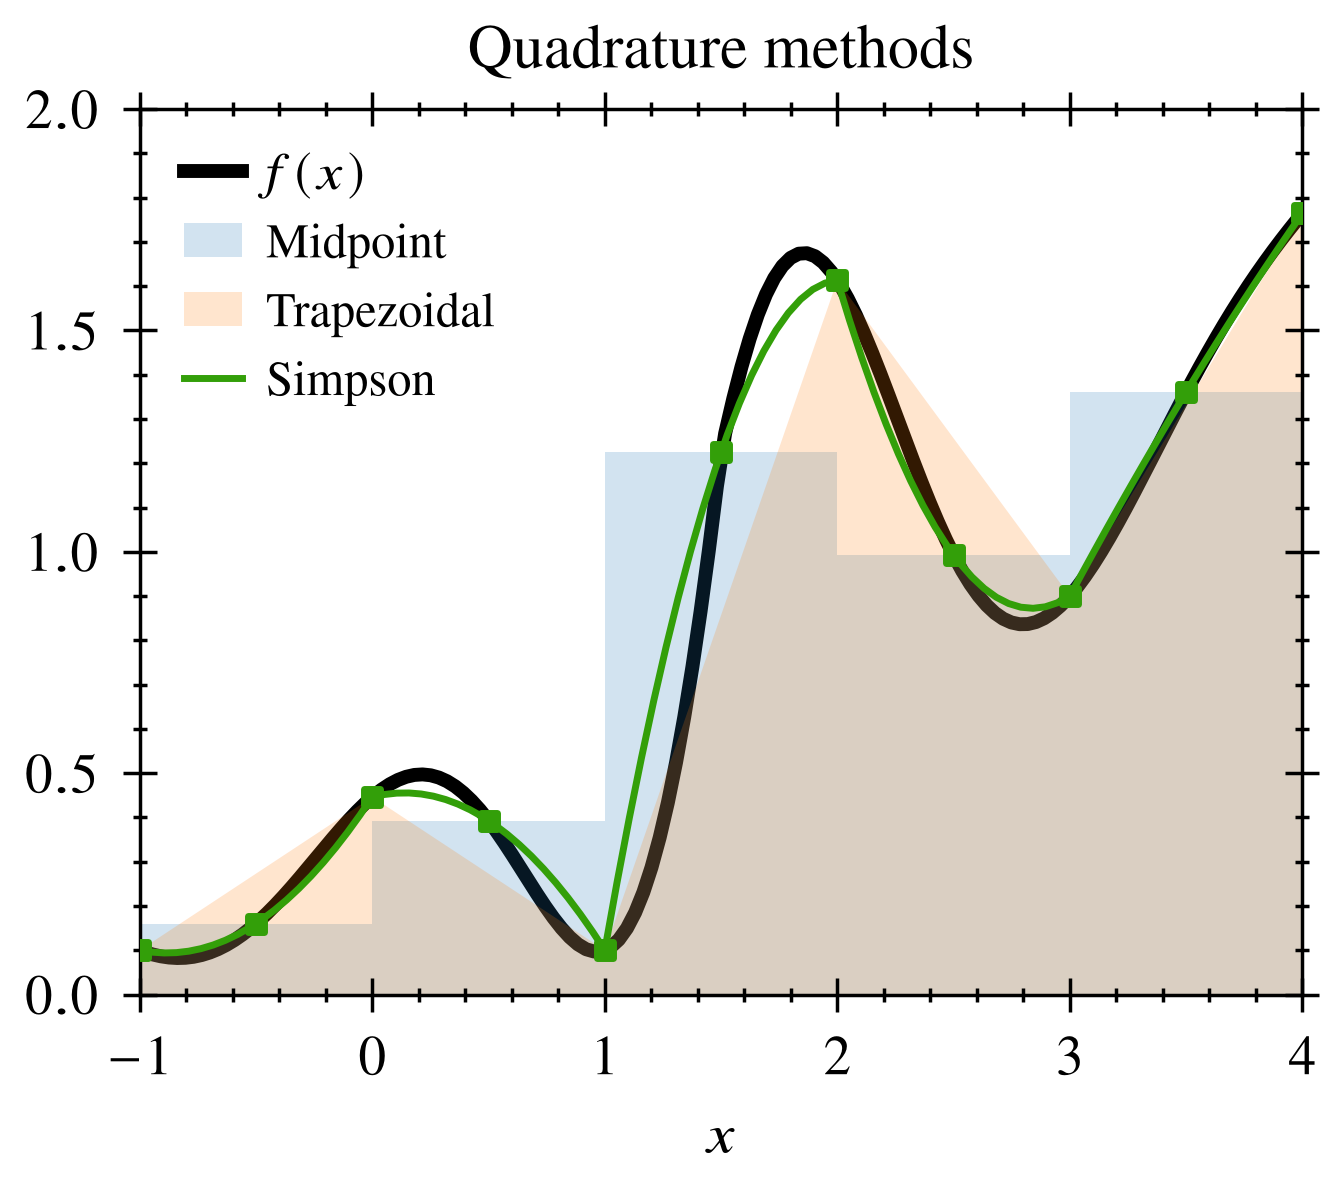 Quadrature methods
2.0
1.5
1.0
0.5
0.0
f(x)
Midpoint
Trapezoidal
Simpson
−1 0 1 2 3 4
x